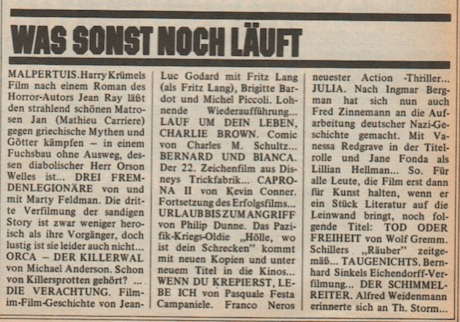 WAS SONST NOCH LÄUFT
MALPERTUIS. Harry Krümels
Film nach einem Roman des
Horror-Autors Jean Ray läßt
den strahlend schönen Matro-
sen Jan (Mathieu Carriere)
gegen griechische Mythen und
Götter kämpfen – in einem
Fuchsbau ohne Ausweg, des-
sen diabolischer Herr Orson
Welles ist... DREI FREM-
DENLEGIONÄRE von und
mit Marty Feldman. Die drit-
te Verfilmung der sandigen
Story ist zwar weniger hero-
isch als ihre Vorgänger, doch
lustig ist sie leider auch nicht...
ORCA – DER KILLERWAL
von Michael Anderson. Schon
von Killersprotten gehört? ...
DIE VERACHTUNG. Film-
im-Film-Geschichte von Jean-
Luc Godard mit Fritz Lang
(als Fritz Lang), Brigitte Bar-
dot und Michel Piccoli. Loh-
nende Wiederaufführung...
LAUF UM DEIN LEBEN,
CHARLIE BROWN. Comic
von Charles M. Schultz...
BERNARD UND BIANCA.
Der 22. Zeichenfilm aus Dis-
neys Trickfabrik... CAPRO-
NA II von Kevin Conner.
Fortsetzung des Erfolgsfilms...
URLAUB BIS ZUM ANGRIFF
von Philip Dunne. Das Pazi-
fik-Kriegs-Oldie „Hölle, wo
ist dein Schrecken" kommt
mit neuen Kopien und unter
neuem Titel in die Kinos...
WENN DU KREPIERST, LE-
BE ICH von Pasquale Festa
Campaniele. Franco Neros
neuester Action -Thriller...
JULIA. Nach Ingmar Berg-
man hat sich nun auch
Fred Zinnemann an die Auf-
arbeitung deutscher Nazi-Ge-
schichte gemacht. Mit Va-
nessa Redgrave in der Titel-
rolle und Jane Fonda als
Lillian Hellman... So. Für
alle Leute, die Film erst dann
für Kunst halten, wenn er
ein Stück Literatur auf die
Leinwand bringt, noch fol-
gende Titel: TOD ODER
FREIHEIT von Wolf Gremm.
Schillers „Räuber" zeitge-
mäß... TAUGENICHTS. Bern-
hard Sinkels Eichendorff-Ver-
filmung... DER SCHIMMEL-
REITER. Alfred Weidenmann
erinnerte sich an Th. Storm...